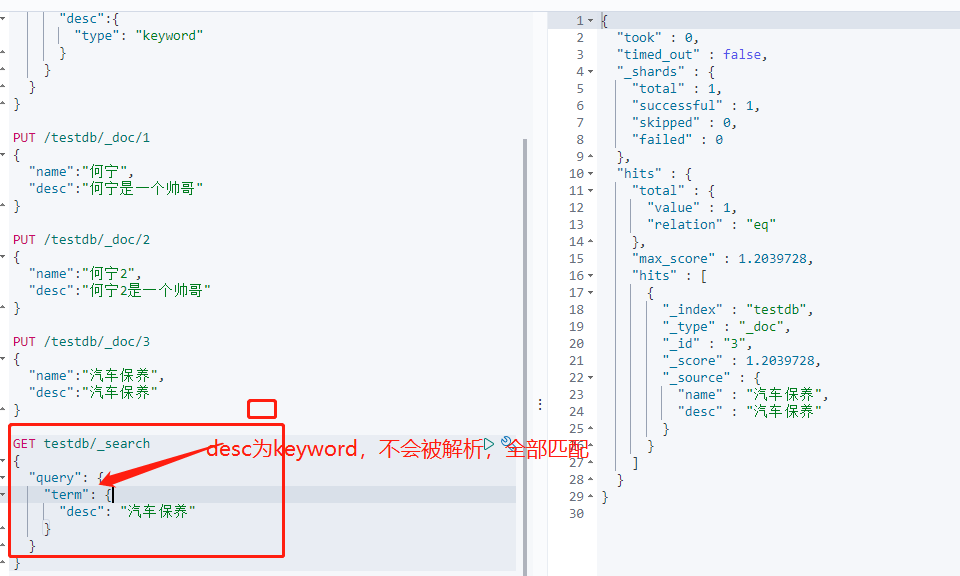 "desc":{
"type": "keyword"
}
}
}
}
PUT /testdb/_doc/1
{
"name":"何宁",
"desc":"何宁是一个帅哥"
}
PUT /testdb/_doc/2
{
"name":"何宁2",
"desc":"何宁2是一个帅哥"
}
PUT /testdb/_doc/3
{
"name":"汽车保养",
"desc":"汽车保养"
}
GET testdb/_search
{
"query": {
"term": {
"desc": "汽车保养"
}
}
}
desc为keyword，不会被解析，全部匹配
1 {
2 "took" : 0,
3 "timed_out" : false,
4 "_shards" : {
5 "total" : 1,
6 "successful" : 1,
7 "skipped" : 0,
8 "failed" : 0
9 },
10 "hits" : {
11 "total" : {
12 "value" : 1,
13 "relation" : "eq"
14 },
15 "max_score" : 1.2039728,
16 "hits" : [
17 {
18 "_index" : "testdb",
19 "_type" : "_doc",
20 "_id" : "3",
21 "_score" : 1.2039728,
22 "_source" : {
23 "name" : "汽车保养",
24 "desc" : "汽车保养"
25 }
26 }
27 ]
28 }
29 }
30